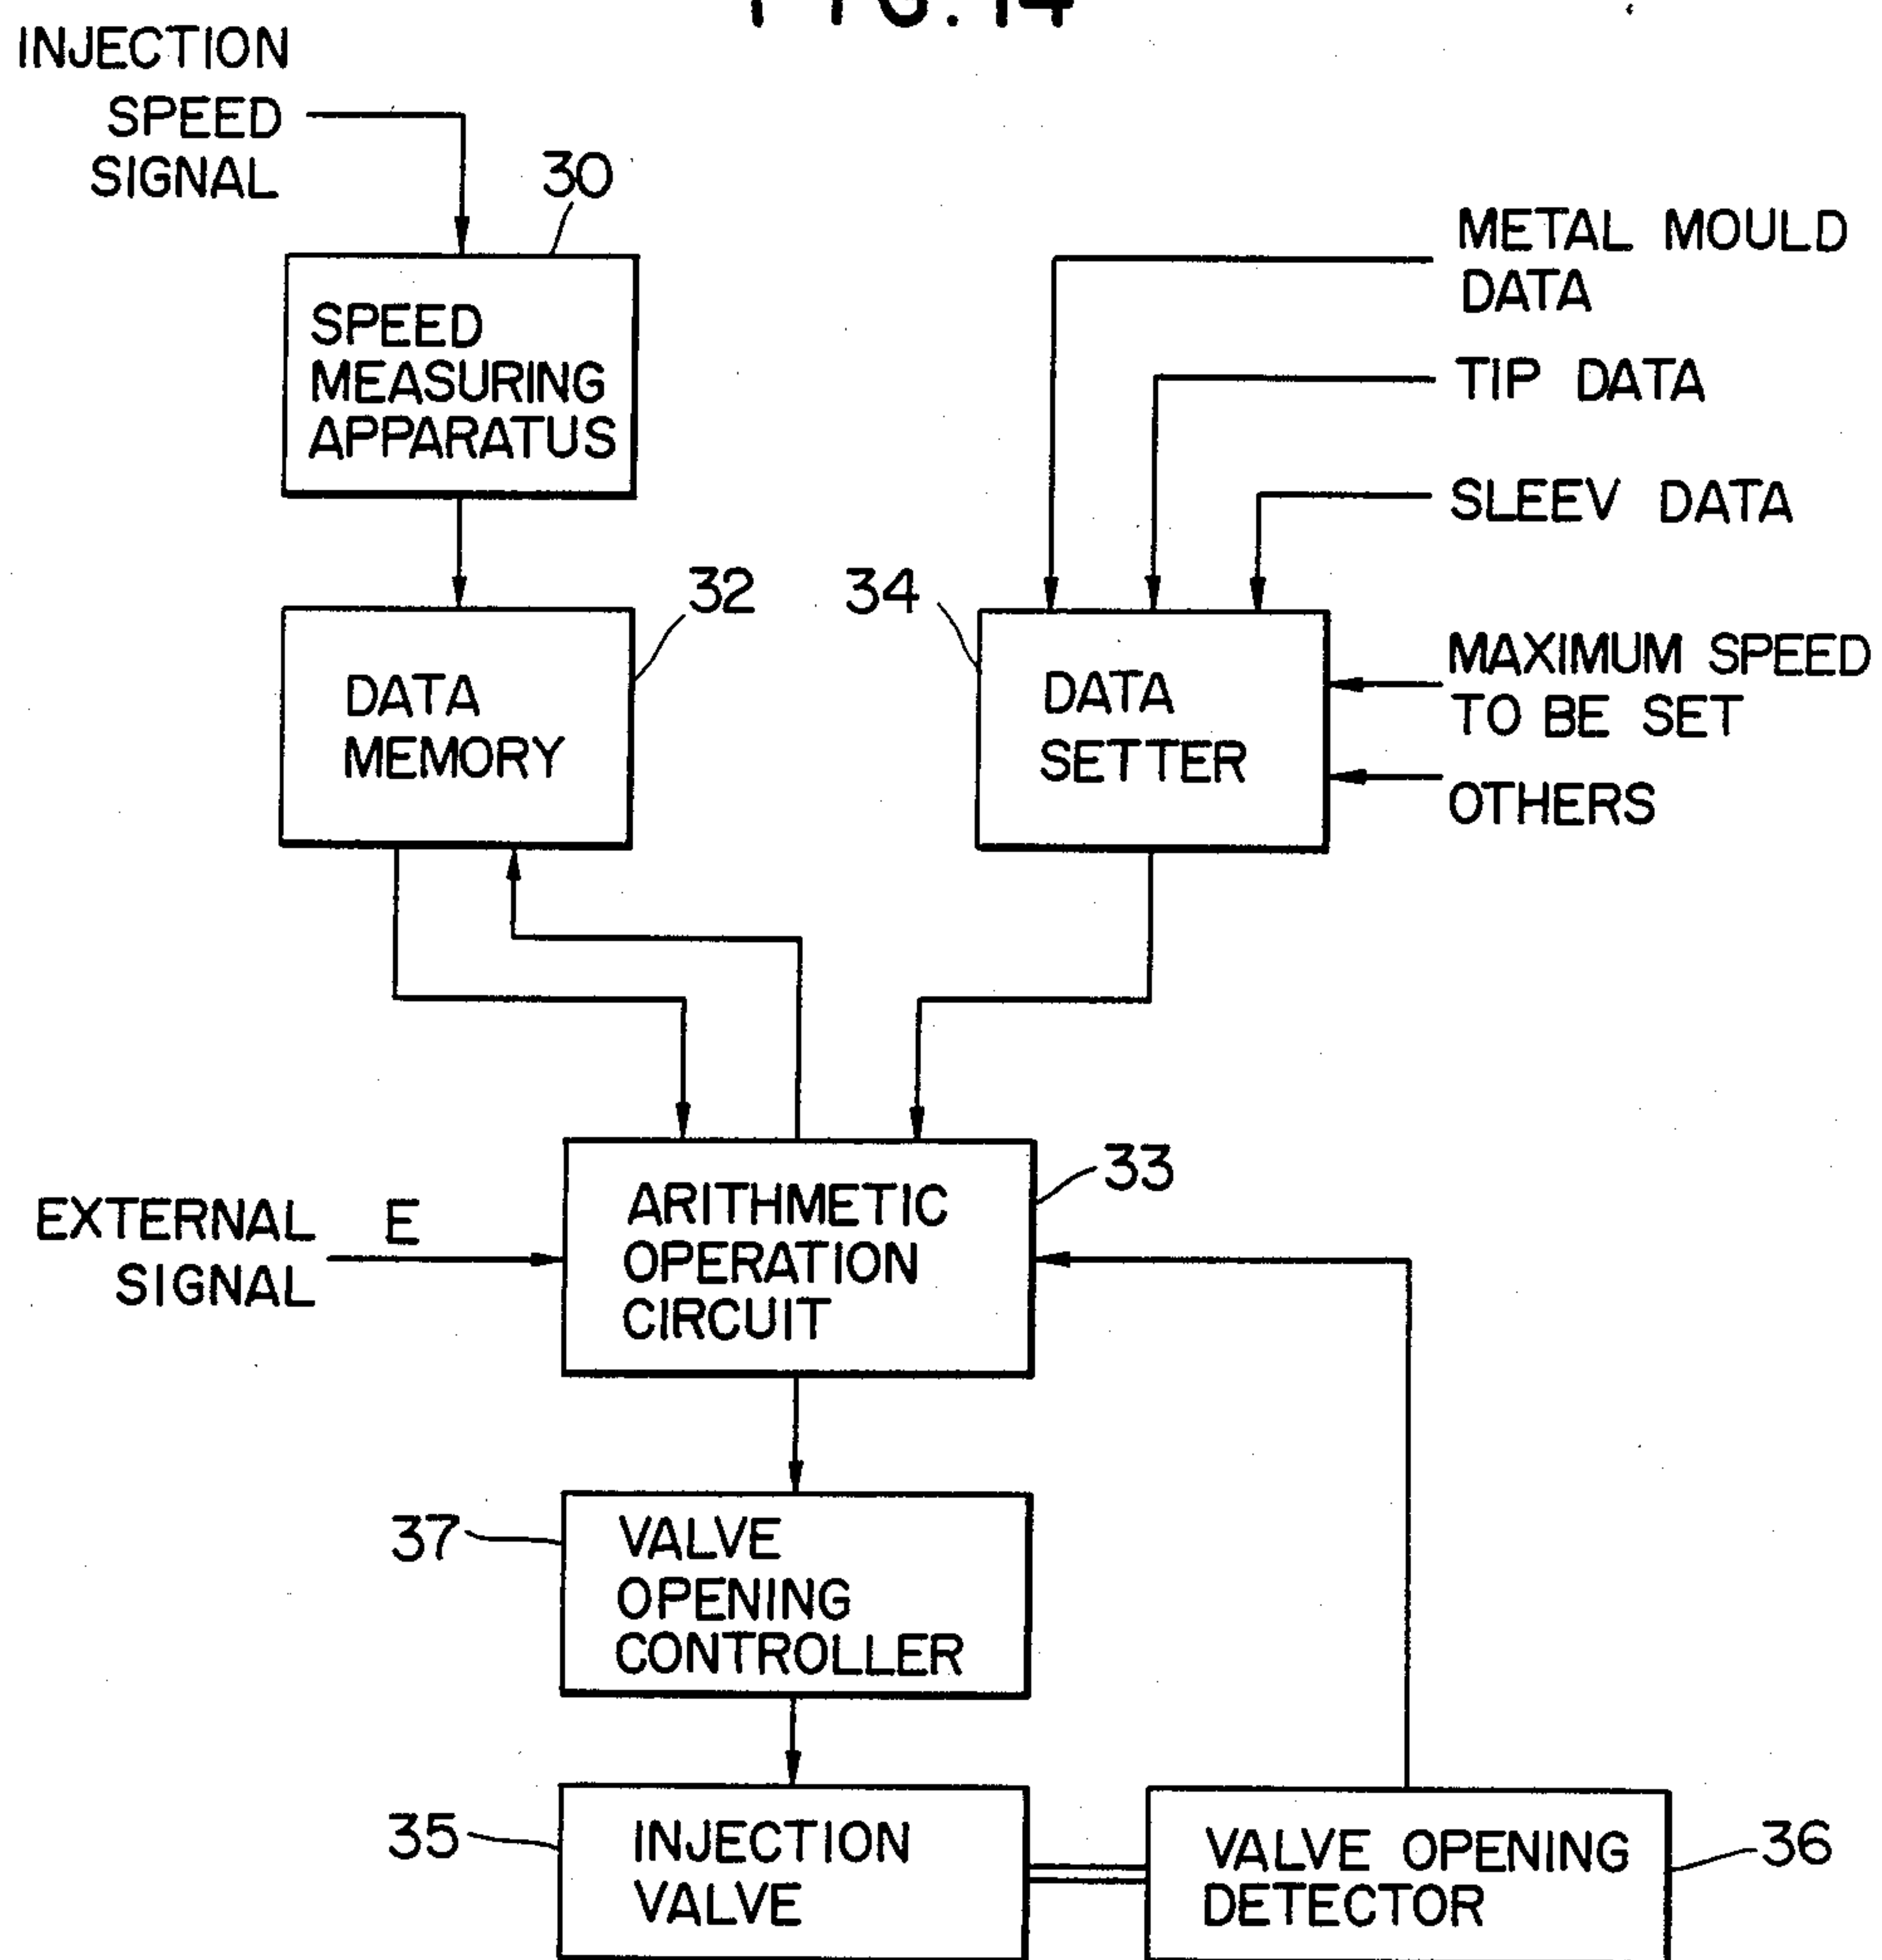 FIG. 14
INJECTION
SPEED
SIGNAL
30
SPEED
MEASURING
APPARATUS
METAL MOULD
DATA
TIP DATA
SLEEV DATA
32
34
DATA
MEMORY
DATA
SETTER
MAXIMUM SPEED
TO BE SET
OTHERS
33
EXTERNAL
SIGNAL
E
ARITHMETIC
OPERATION
CIRCUIT
37
VALVE
OPENING
CONTROLLER
35
INJECTION
VALVE
VALVE OPENING
DETECTOR
36